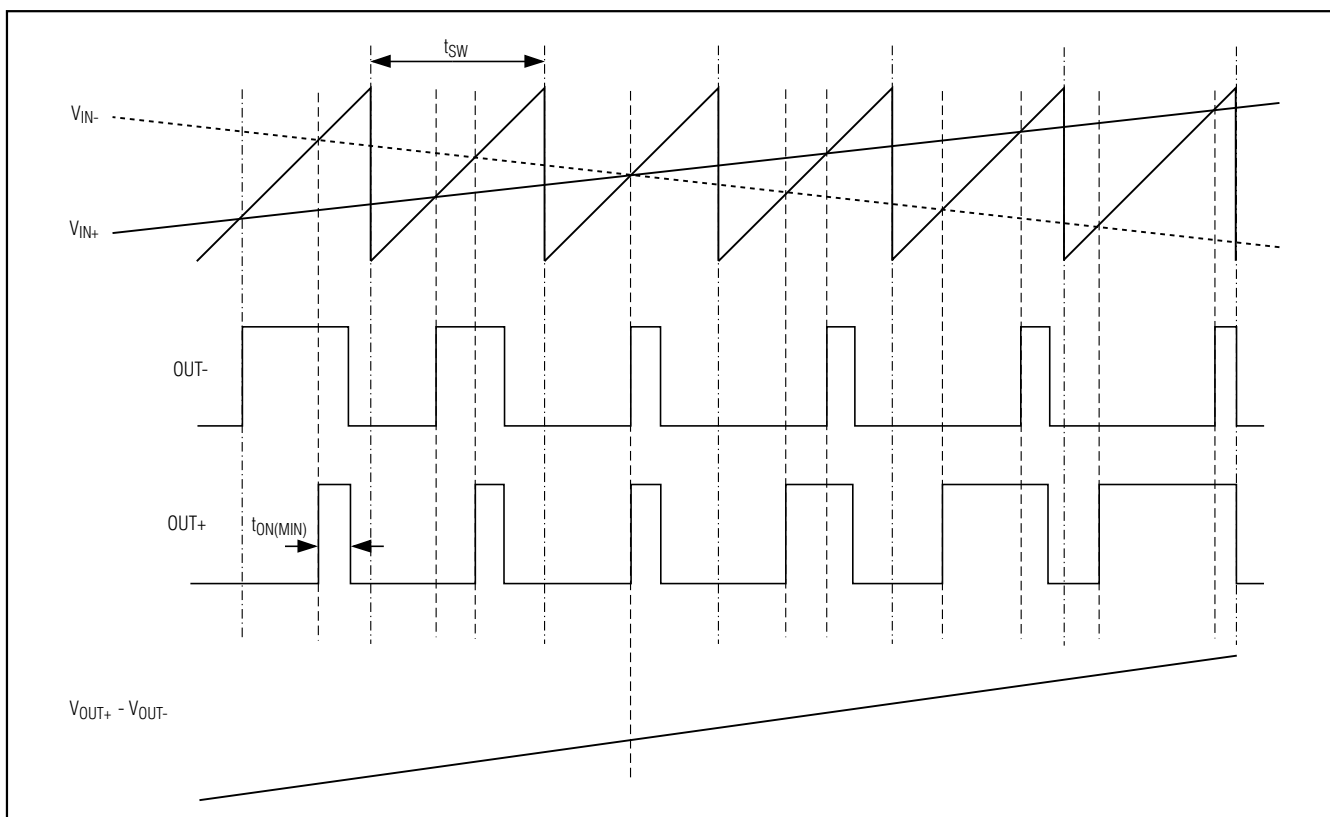 tSW
VIN-
VIN+
OUT-
OUT+
tON(MIN)
VOUT+ - VOUT-